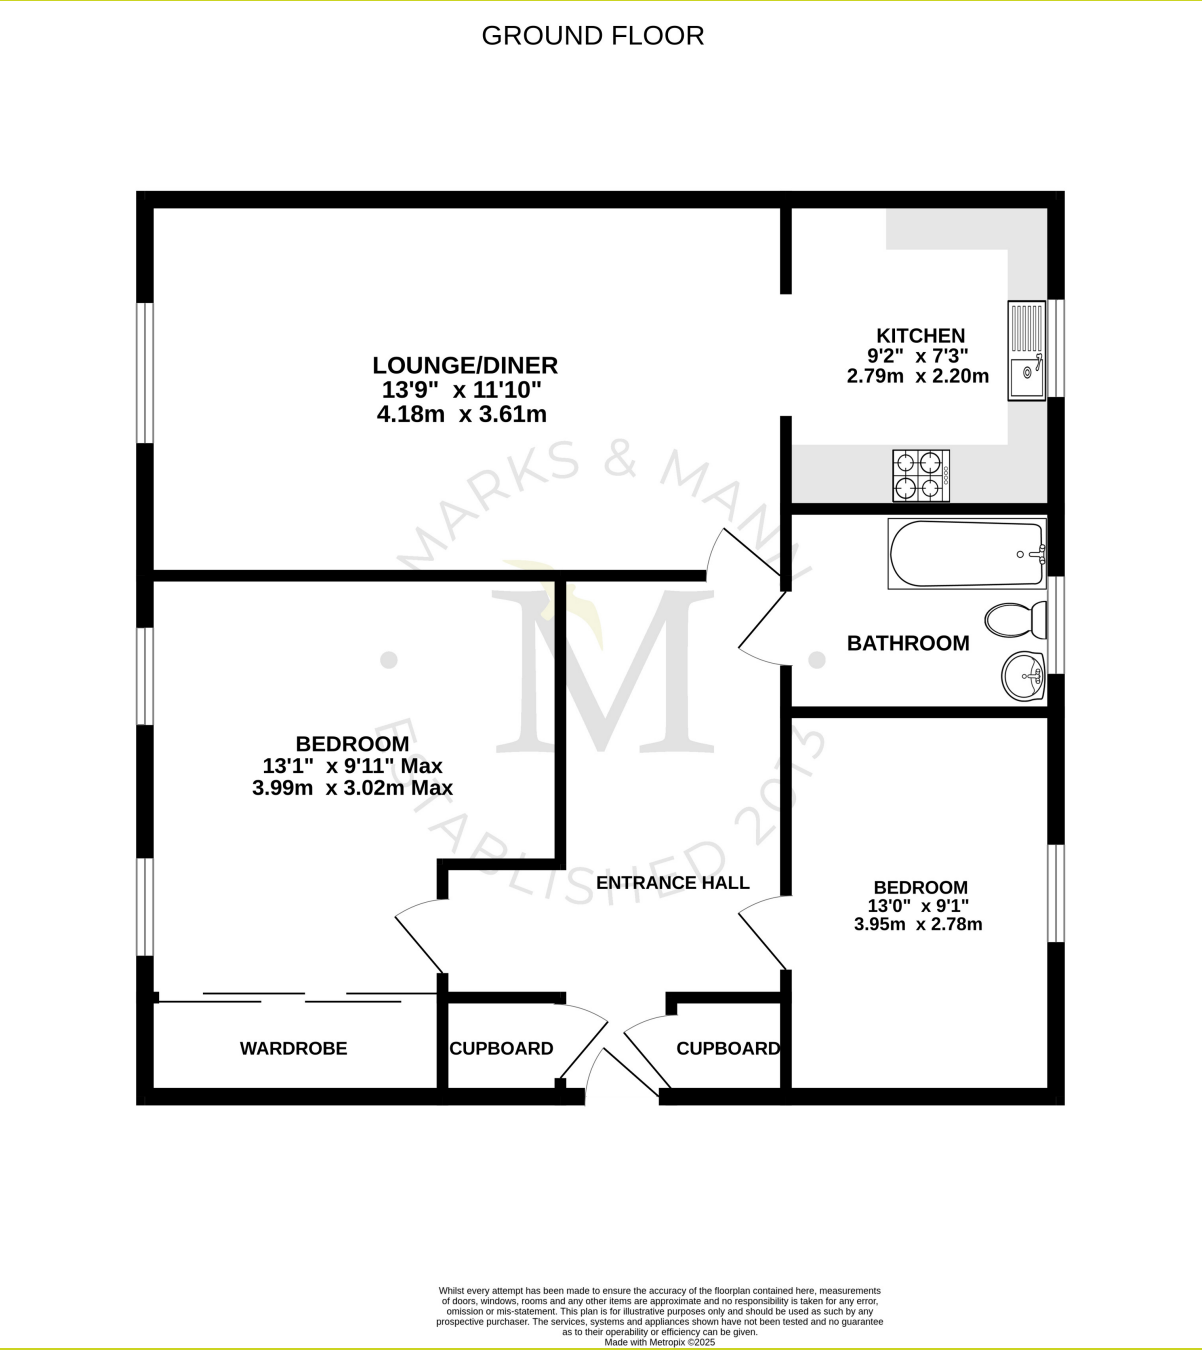 GROUND FLOOR
LOUNGE/DINER
13'9" x 11'10"
4.18m x 3.61m
KITCHEN
9'2" x 7'3"
2.79m x 2.20m
MARKS & MANN
M
ESTABLISHED 2013
BATHROOM
BEDROOM
13'1" x 9'11" Max
3.99m x 3.02m Max
ENTRANCE HALL
BEDROOM
13'0" x 9'1"
3.95m x 2.78m
WARDROBE
CUPBOARD
CUPBOARD
Whilst every attempt has been made to ensure the accuracy of the floorplan contained here, measurements
of doors, windows, rooms and any other items are approximate and no responsibility is taken for any error,
omission or mis-statement. This plan is for illustrative purposes only and should be used as such by any
prospective purchaser. The services, systems and appliances shown have not been tested and no guarantee
as to their operability or efficiency can be given.
Made with Metropix ©2025